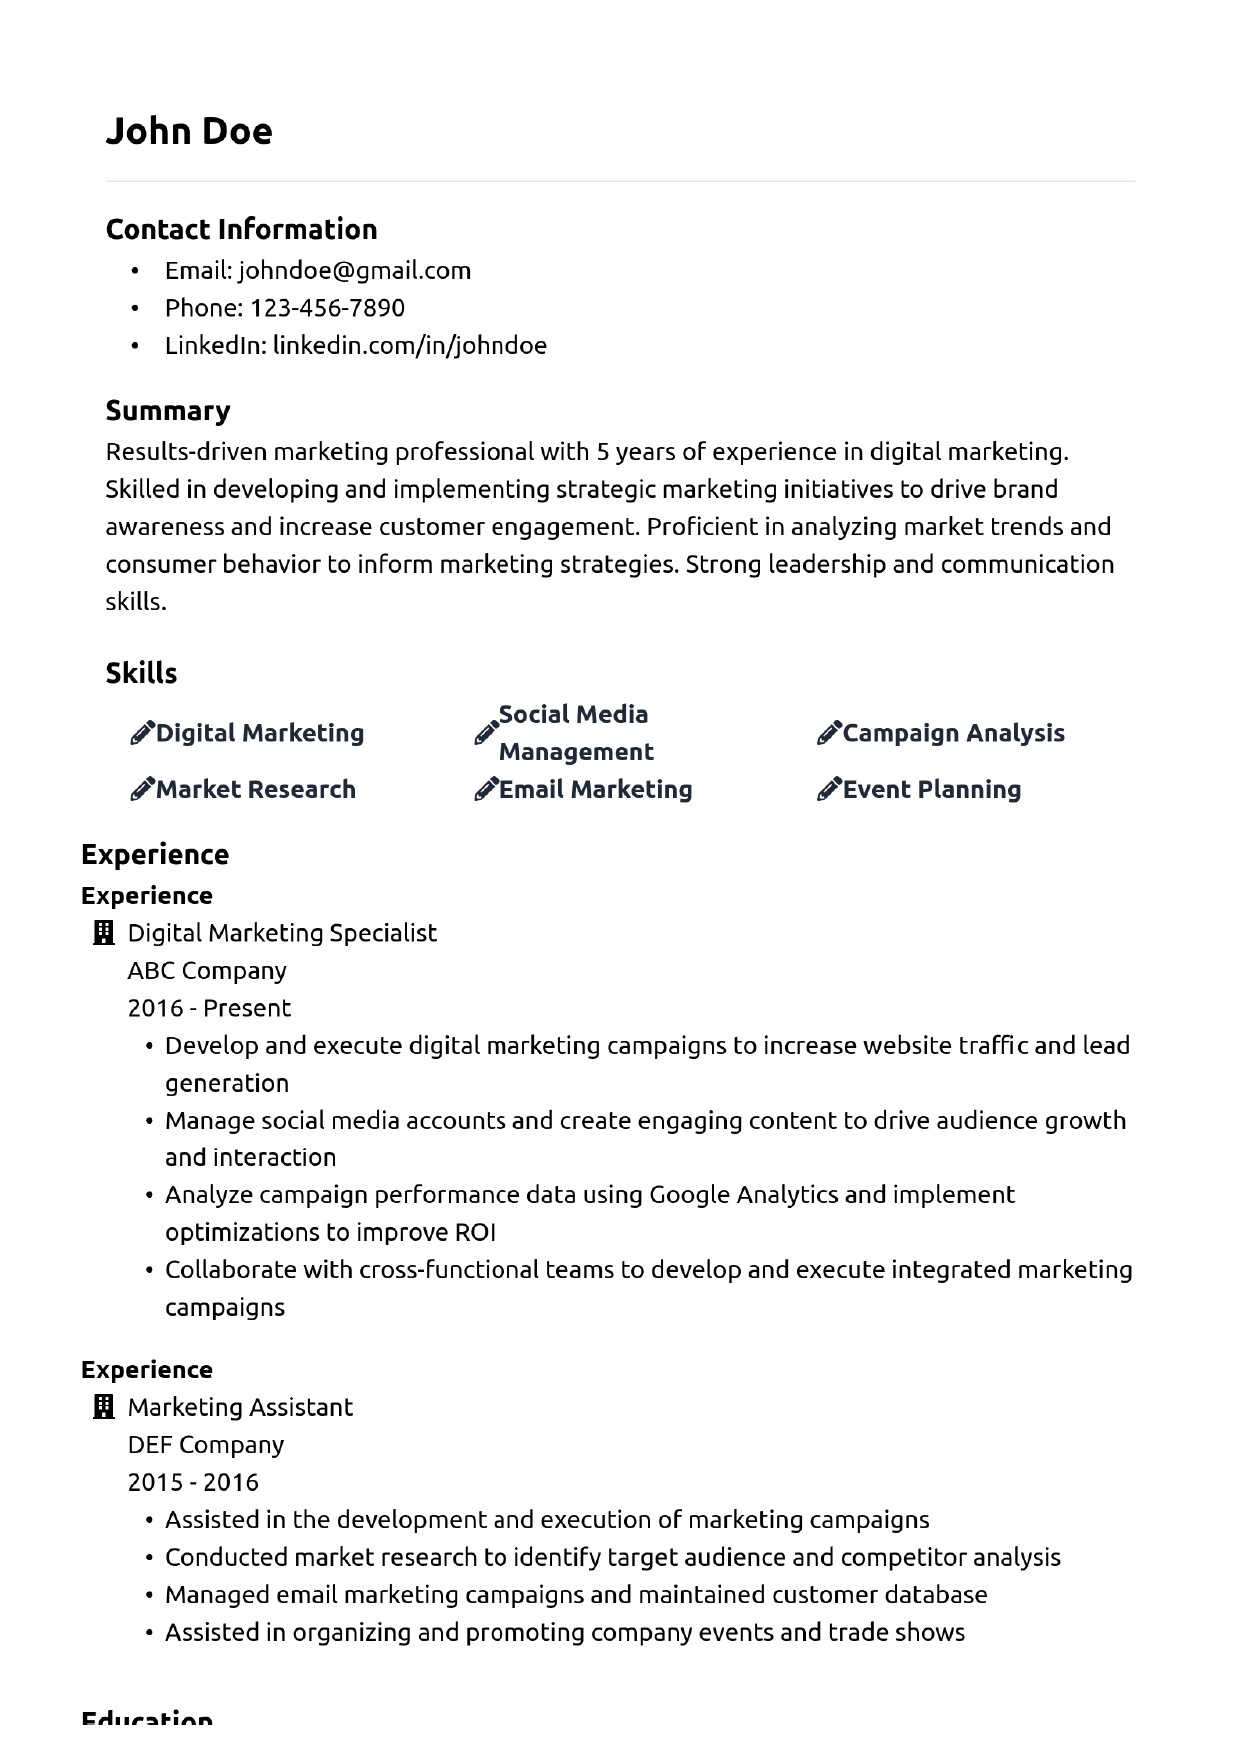 John Doe
Contact Information
• Email: johndoe@gmail.com
• Phone: 123-456-7890
• LinkedIn: linkedin.com/in/johndoe
Summary
Results-driven marketing professional with 5 years of experience in digital marketing.
Skilled in developing and implementing strategic marketing initiatives to drive brand
awareness and increase customer engagement. Proficient in analyzing market trends and
consumer behavior to inform marketing strategies. Strong leadership and communication
skills.
Skills
Digital Marketing
Social Media
Management
Campaign Analysis
Market Research
Email Marketing
Event Planning
Experience
Experience
Digital Marketing Specialist
ABC Company
2016 - Present
• Develop and execute digital marketing campaigns to increase website traffic and lead
generation
• Manage social media accounts and create engaging content to drive audience growth
and interaction
• Analyze campaign performance data using Google Analytics and implement
optimizations to improve ROI
• Collaborate with cross-functional teams to develop and execute integrated marketing
campaigns
Experience
Marketing Assistant
DEF Company
2015 - 2016
• Assisted in the development and execution of marketing campaigns
• Conducted market research to identify target audience and competitor analysis
• Managed email marketing campaigns and maintained customer database
• Assisted in organizing and promoting company events and trade shows
Education